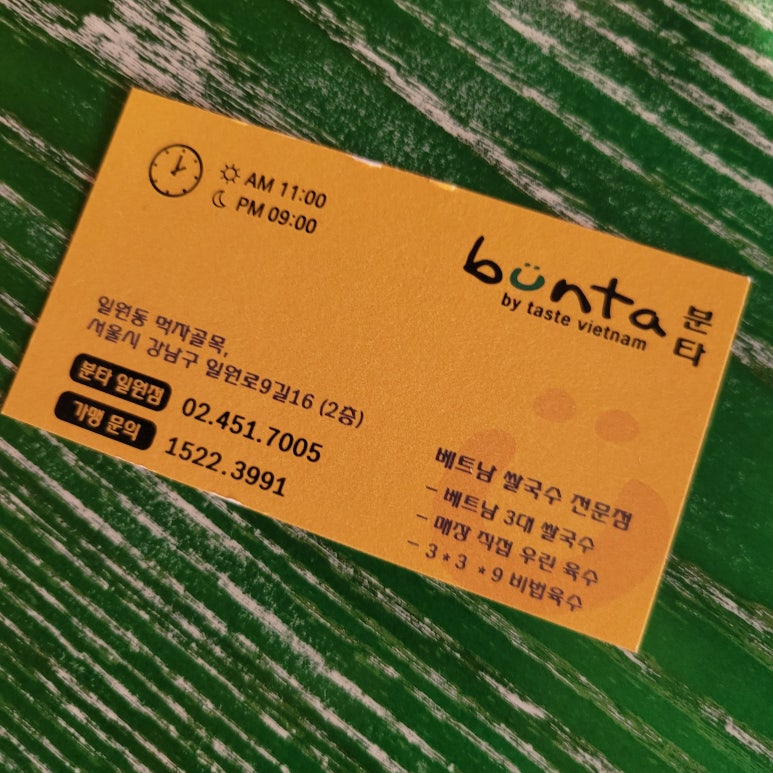 AM 11:00
PM 09:00
bünta 분타
by taste vietnam
일원동 먹자골목,
서울시 강남구 일원로9길16 (2층)
분타 일원점 02.451.7005
가맹 문의 1522.3991
베트남 쌀국수 전문점
- 베트남 3대 쌀국수
- 매장 직접 우린 육수
- 3*3 *9 비법육수